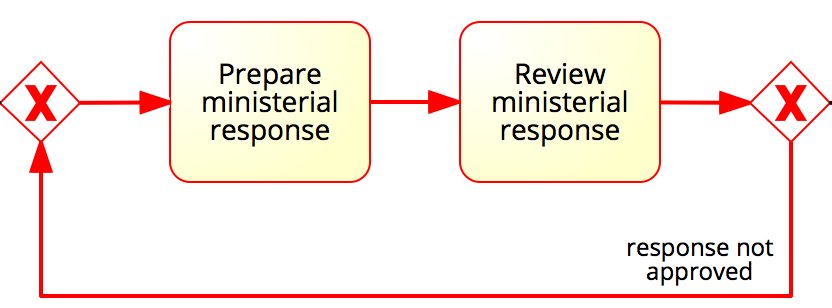 X
Prepare
ministerial
response
Review
ministerial
response
X
response not
approved